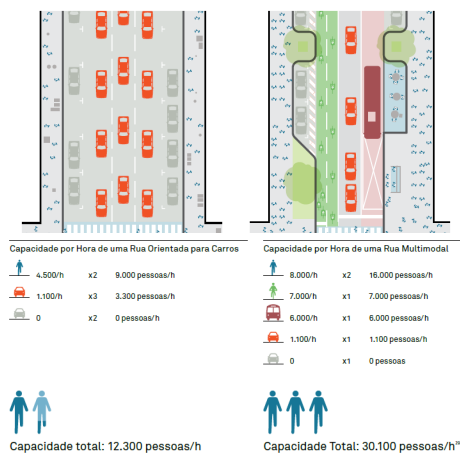 Capacidade por Hora de uma Rua Orientada para Carros
4.500/h x2 9.000 pessoas/h
1.100/h x3 3.300 pessoas/h
0 x2 0 pessoas/h
Capacidade total: 12.300 pessoas/h
Capacidade por Hora de uma Rua Multimodal
8.000/h x2 16.000 pessoas/h
7.000/h x1 7.000 pessoas/h
6.000/h x1 6.000 pessoas/h
1.100/h x1 1.100 pessoas/h
0 x1 0 pessoas
Capacidade Total: 30.100 pessoas/h